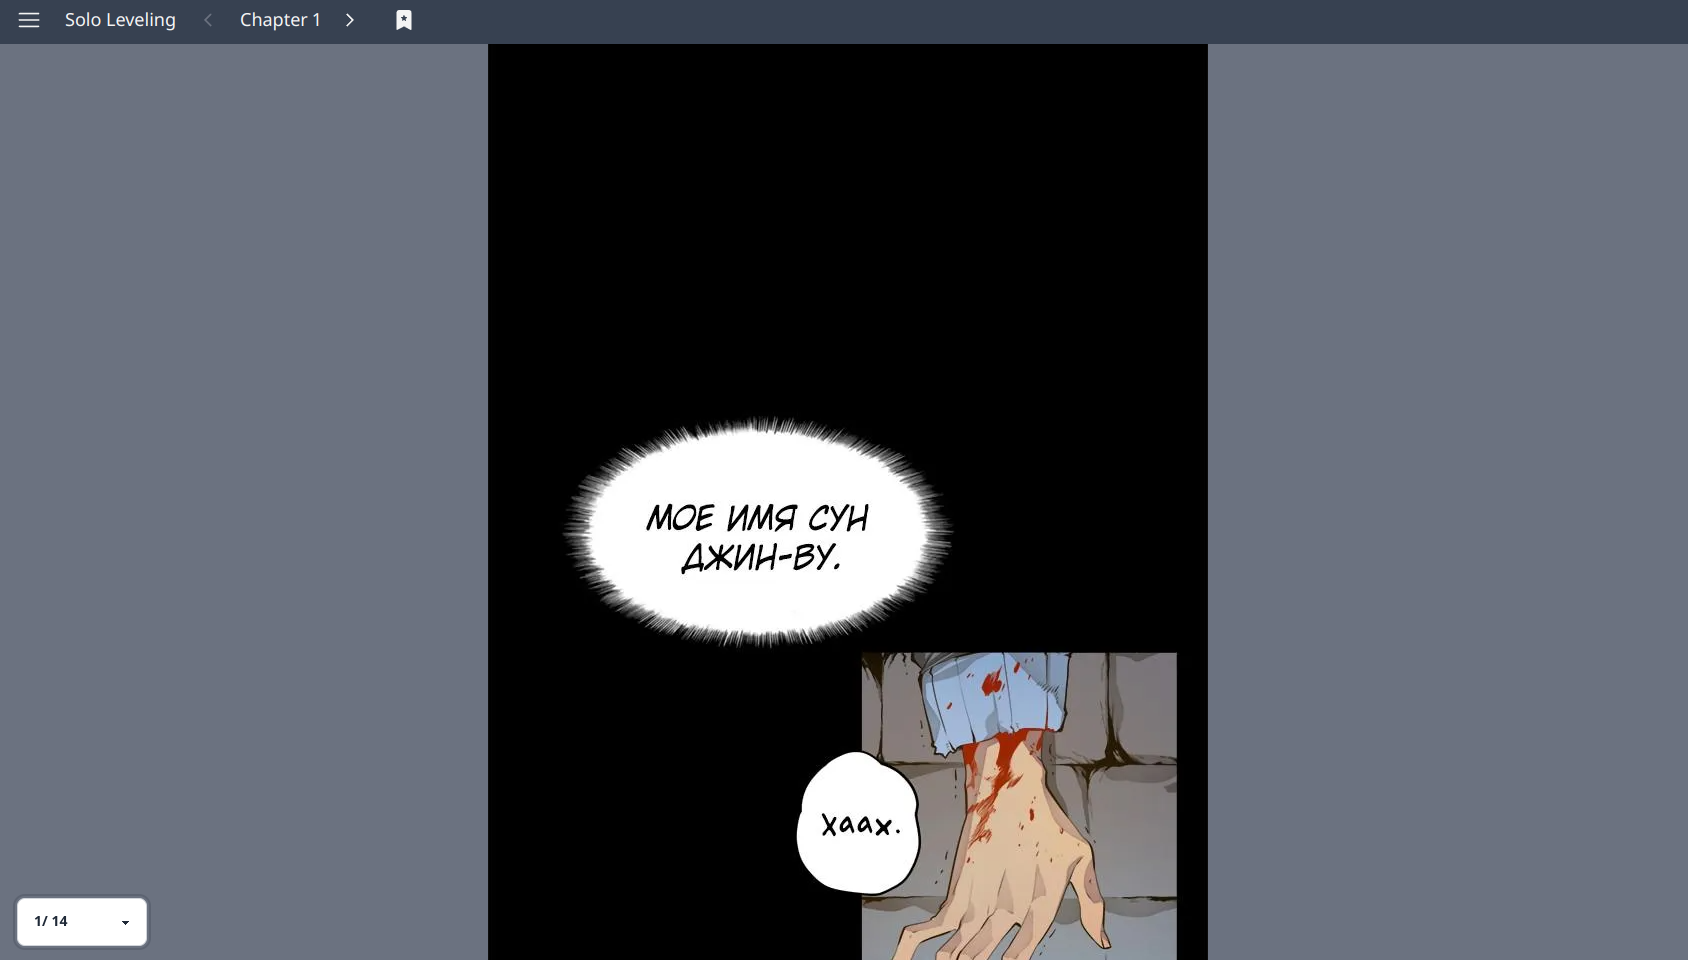 Solo Leveling
Chapter 1
МОЕ ИМЯ СУН
ДЖИН-ВУ.
хаах.
1/ 14